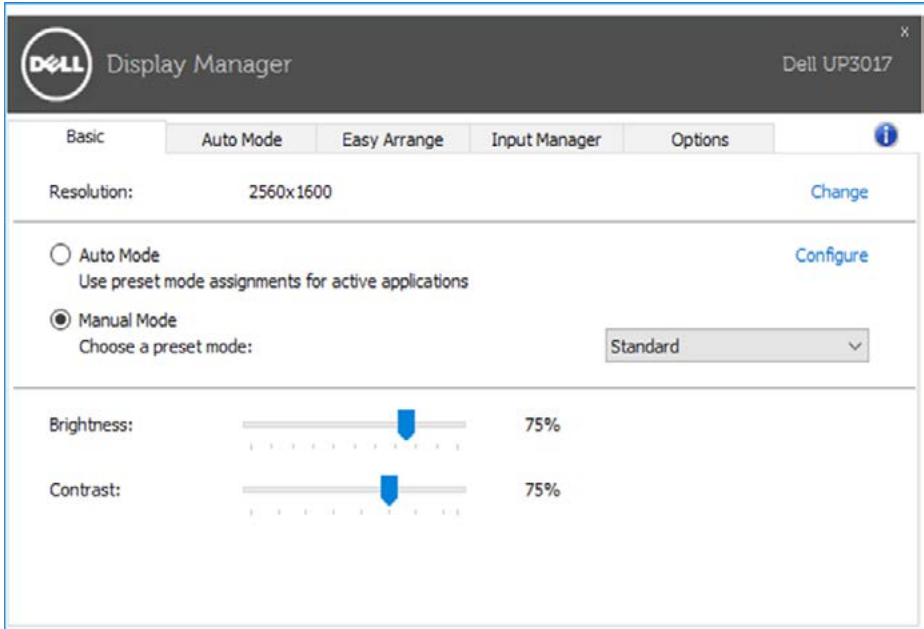 DELL Display Manager
x
Dell UP3017
Basic Auto Mode Easy Arrange Input Manager Options i
Resolution: 2560x1600 Change
Auto Mode Configure
Use preset mode assignments for active applications
Manual Mode
Choose a preset mode: Standard
Brightness: 75%
Contrast: 75%